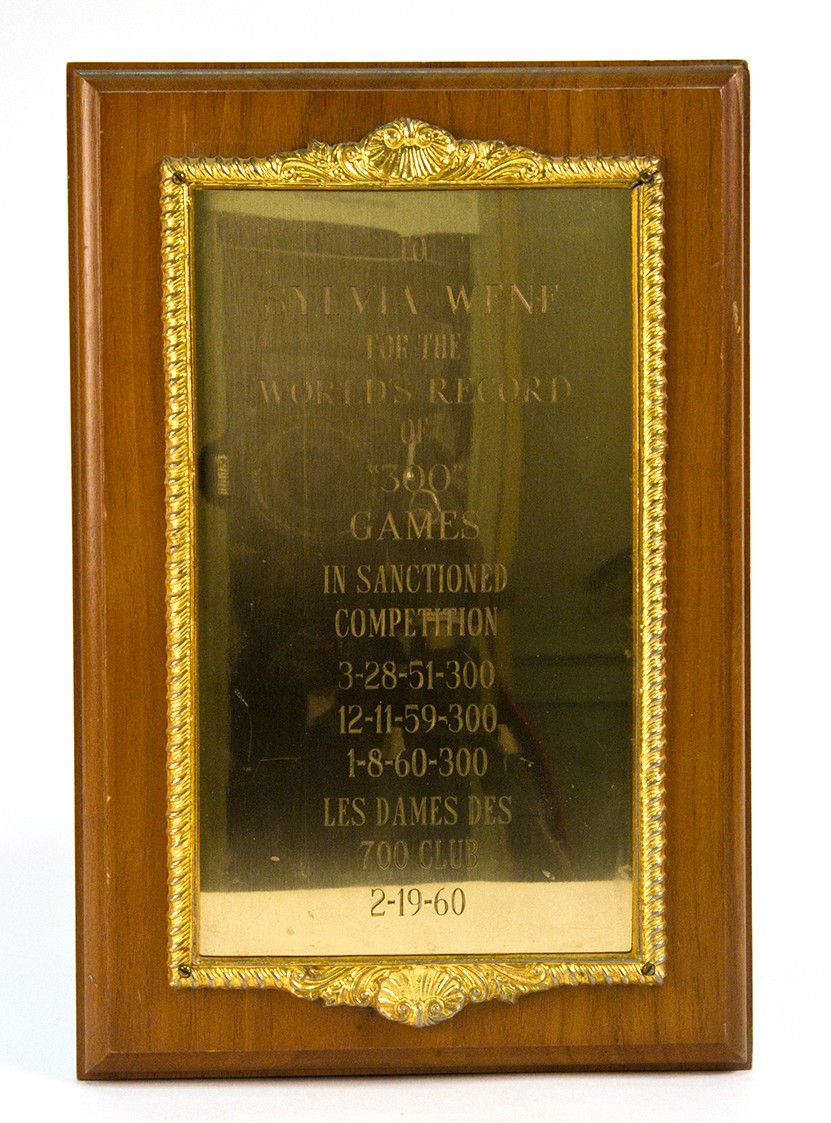 TO
SYLVIA WENE
FOR THE
WORLD'S RECORD
OF
"300"
GAMES
IN SANCTIONED
COMPETITION
3-28-51-300
12-11-59-300
1-8-60-300
LES DAMES DES
700 CLUB
2-19-60